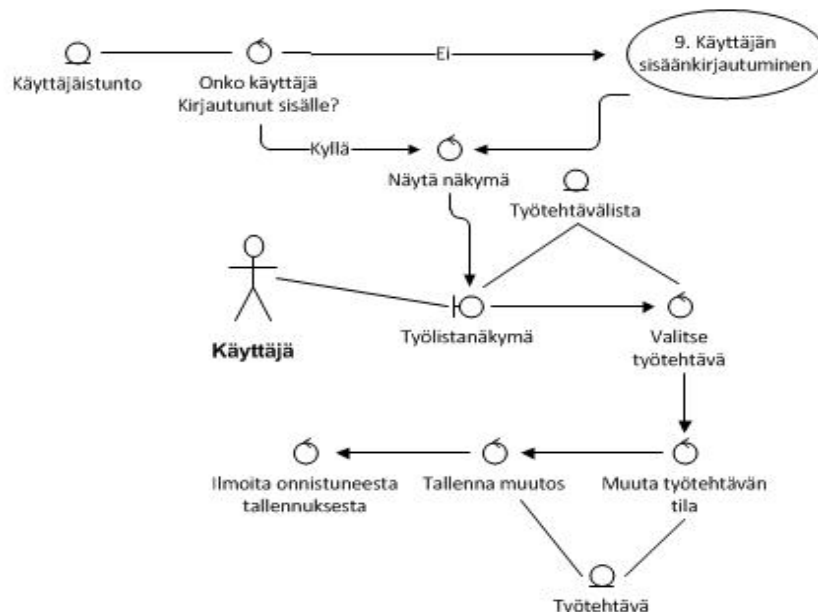 Ei
9. Käyttäjän
sisäänkirjautuminen
Käyttäjäistunto
Onko käyttäjä
Kirjautunut sisälle?
Kyllä
Näytä näkymä
Työtehtävälista
Käyttäjä
Työlistanäkymä
Valitse
työtehtävä
Ilmoita onnistuneesta
tallennuksesta
Tallenna muutos
Muuta työtehtävän
tila
Työtehtävä